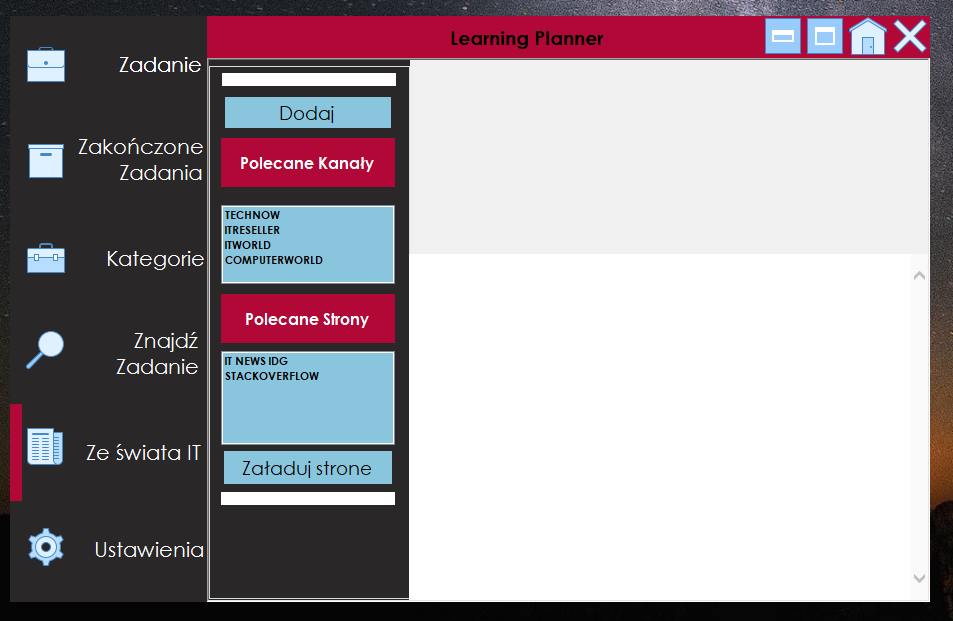 Learning Planner
Zadanie
Zakończone
Zadania
Kategorie
Znajdź
Zadanie
Ze świata IT
Ustawienia
Dodaj
Polecane Kanały
TECHNOW
ITRESELLER
ITWORLD
COMPUTERWORLD
Polecane Strony
IT NEWS IDG
STACKOVERFLOW
Załaduj strone